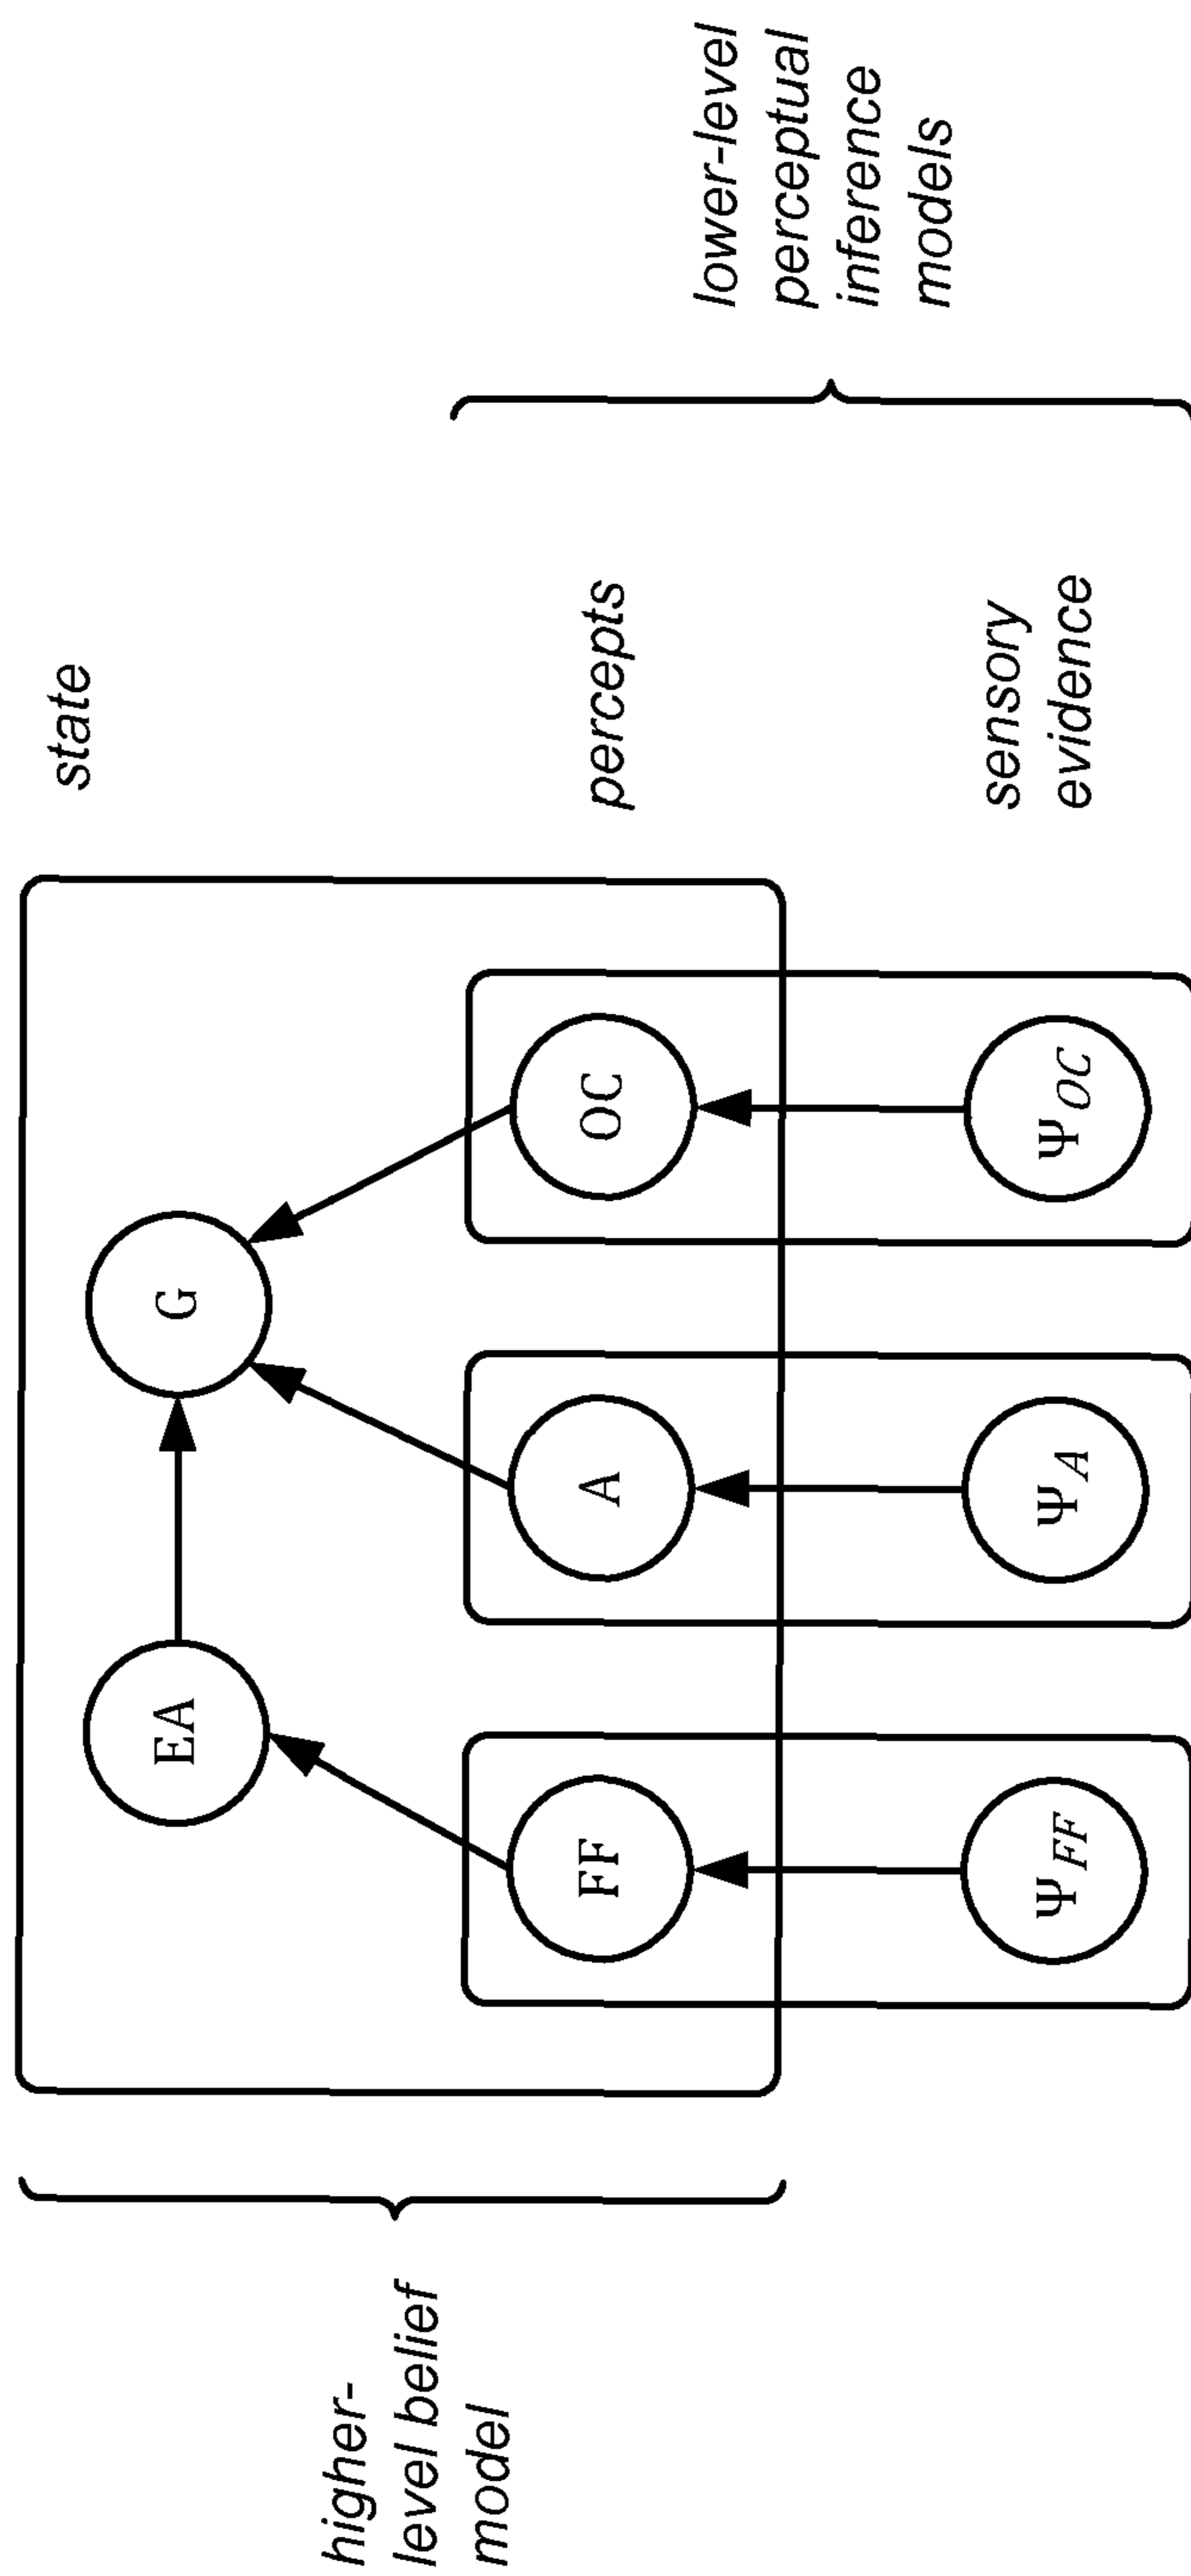 state
EA
G
higher-
level belief
model
FF
A
OC
percepts
lower-level
perceptual
inference
models
Ψ_FF
Ψ_A
Ψ_OC
sensory
evidence